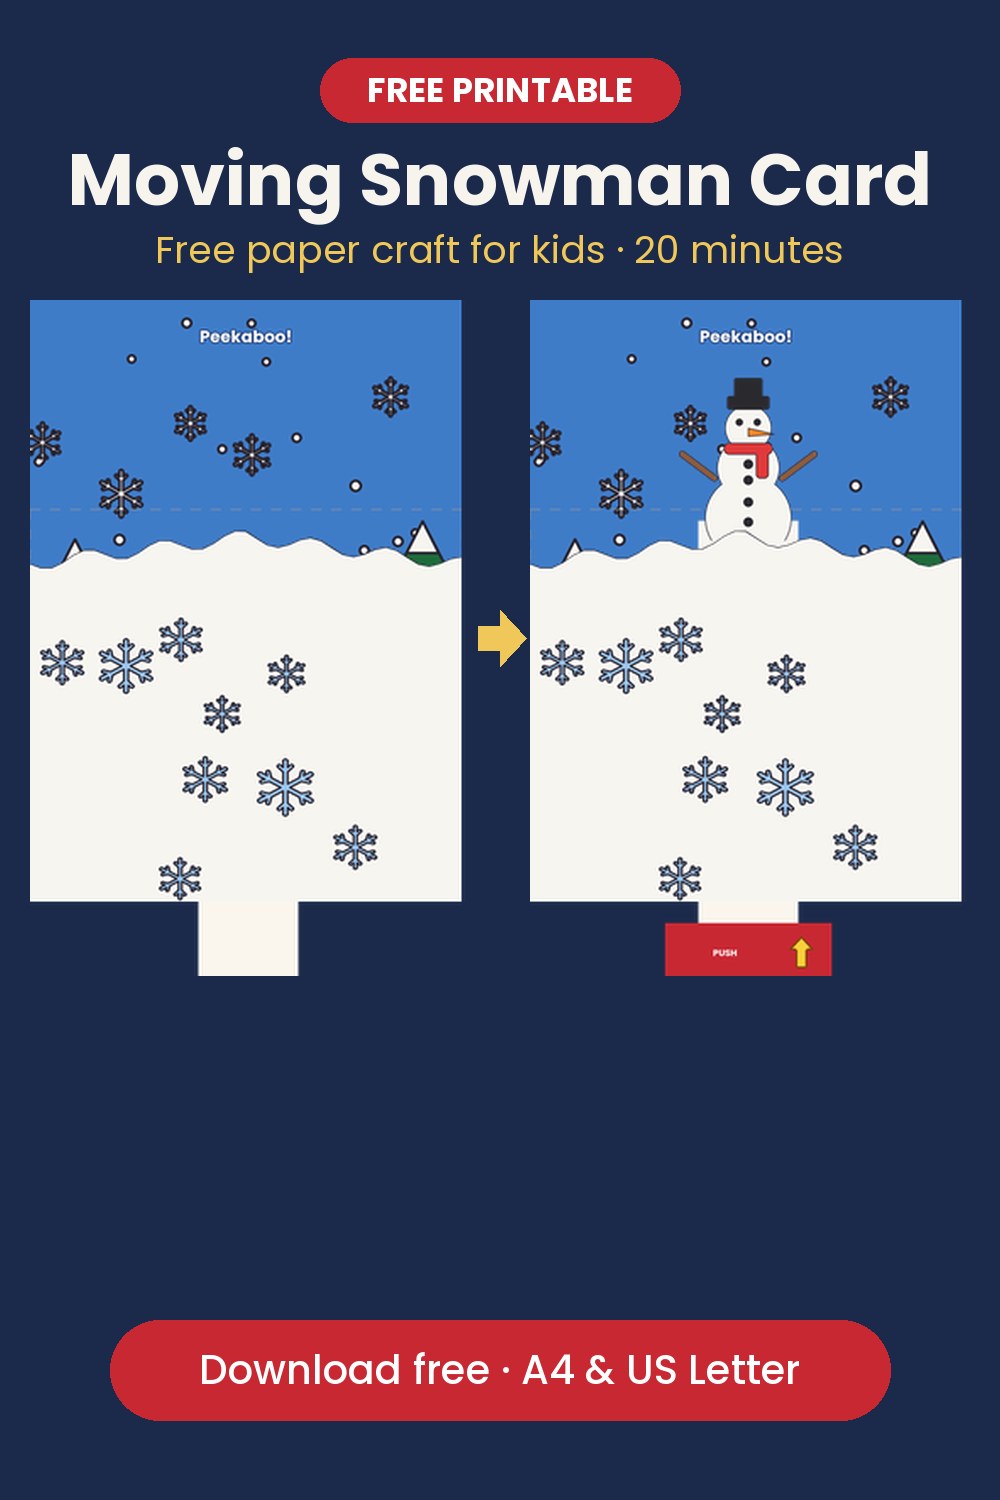 FREE PRINTABLE
Moving Snowman Card
Free paper craft for kids · 20 minutes
Peekaboo!
Peekaboo!
PUSH
Download free · A4 & US Letter